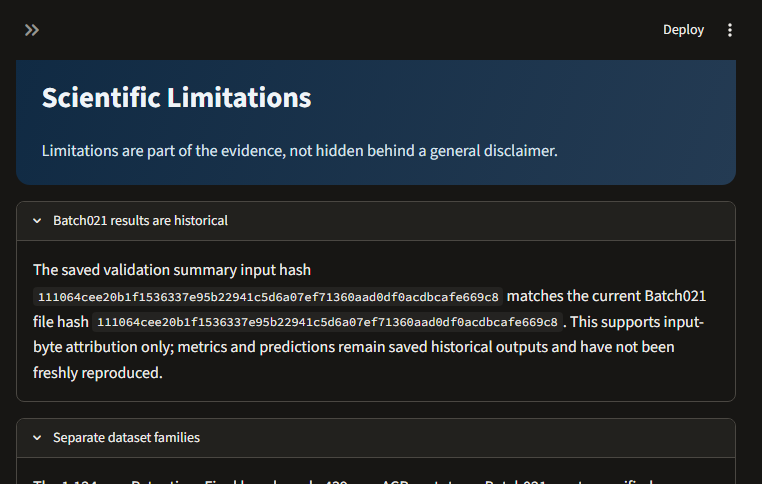 Deploy
Scientific Limitations
Limitations are part of the evidence, not hidden behind a general disclaimer.
Batch021 results are historical
The saved validation summary input hash
111064cee20b1f1536337e95b22941c5d6a07ef71360aad0df0acdbcafe669c8 matches the current Batch021
file hash 111064cee20b1f1536337e95b22941c5d6a07ef71360aad0df0acdbcafe669c8. This supports input-
byte attribution only; metrics and predictions remain saved historical outputs and have not been
freshly reproduced.
Separate dataset families